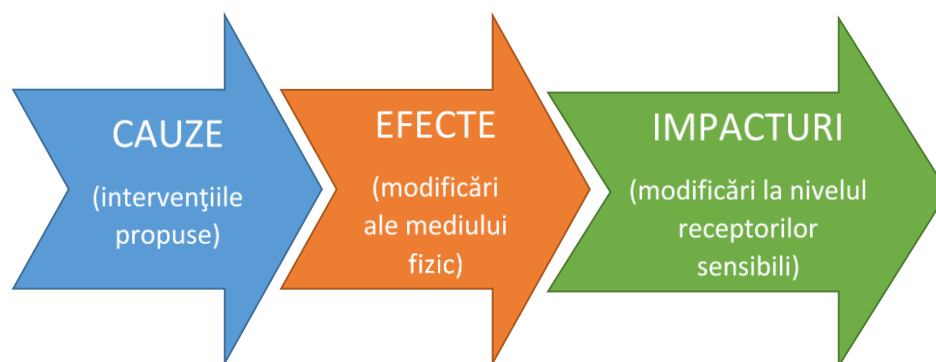 CAUZE
(intervenţiile
propuse)
EFECTE
(modificări
ale mediului
fizic)
IMPACTURI
(modificări la nivelul
receptorilor
sensibili)